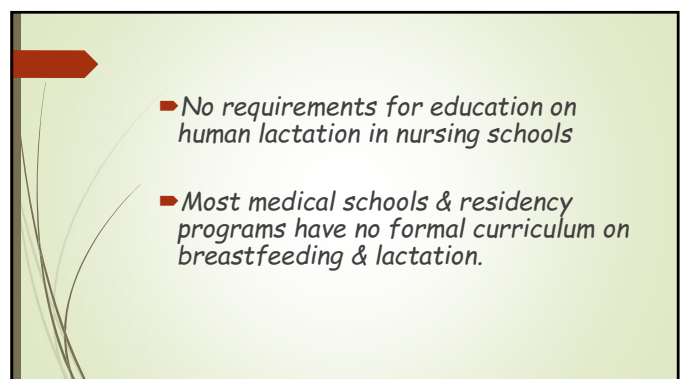 No requirements for education on
human lactation in nursing schools
Most medical schools & residency
programs have no formal curriculum on
breastfeeding & lactation.